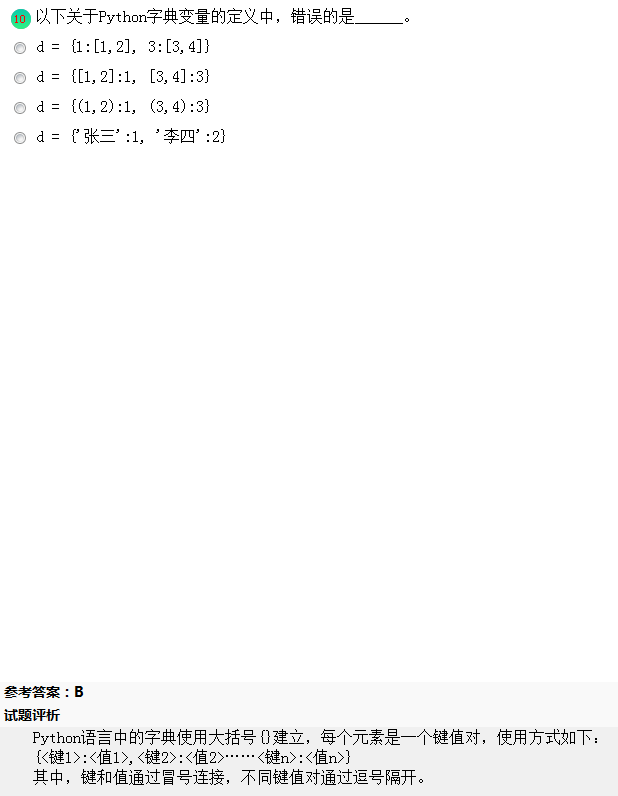 10 以下关于Python字典变量的定义中，错误的是______。
d = {1:[1,2], 3:[3,4]}
d = {[1,2]:1, [3,4]:3}
d = {(1,2):1, (3,4):3}
d = {'张三':1, '李四':2}
参考答案：B
试题评析
Python语言中的字典使用大括号{}建立，每个元素是一个键值对，使用方式如下：
{<键1>:<值1>,<键2>:<值2>……<键n>:<值n>}
其中，键和值通过冒号连接，不同键值对通过逗号隔开。